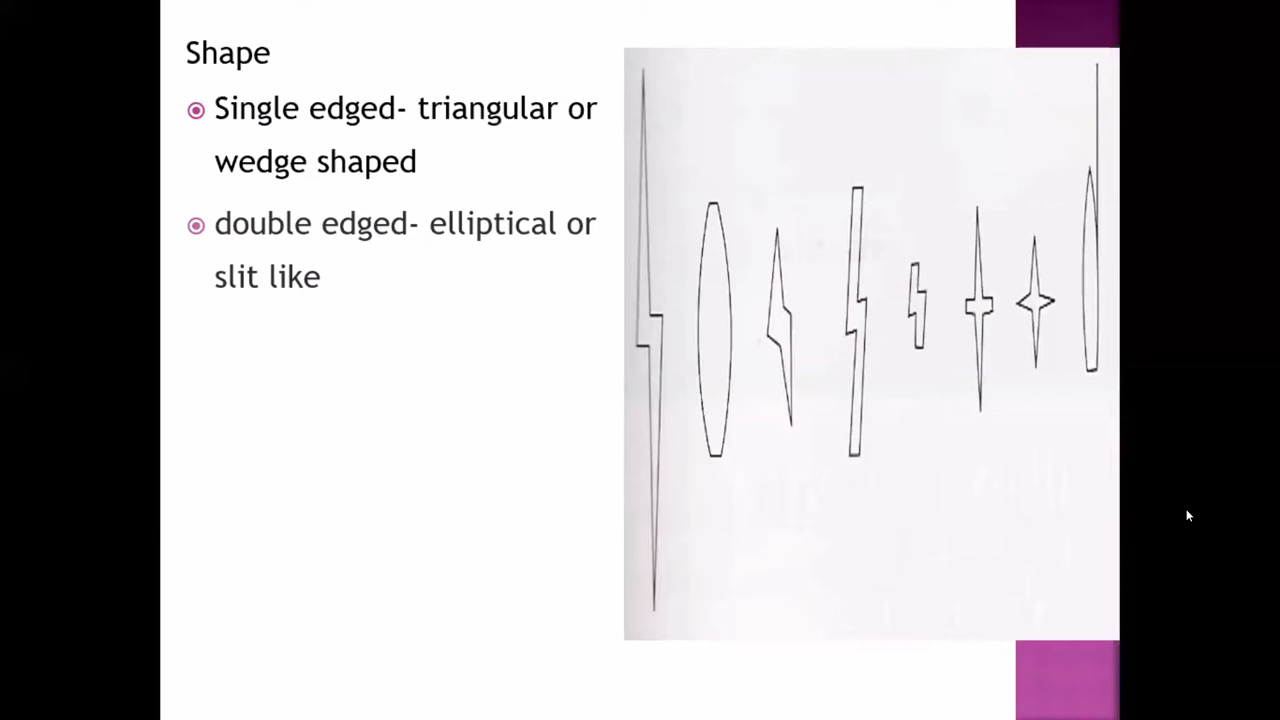 Shape
Single edged- triangular or
wedge shaped
double edged- elliptical or
slit like